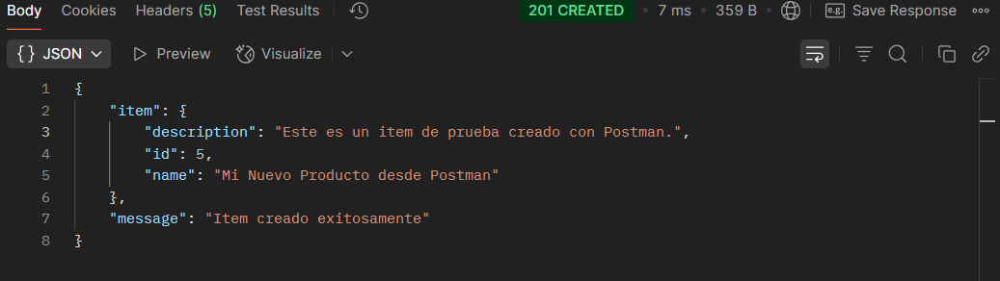 Body Cookies Headers (5) Test Results 201 CREATED • 7 ms • 359 B e.g. Save Response
{} JSON Preview Visualize
1 {
2 "item": {
3 "description": "Este es un item de prueba creado con Postman.",
4 "id": 5,
5 "name": "Mi Nuevo Producto desde Postman"
6 },
7 "message": "Item creado exitosamente"
8 }